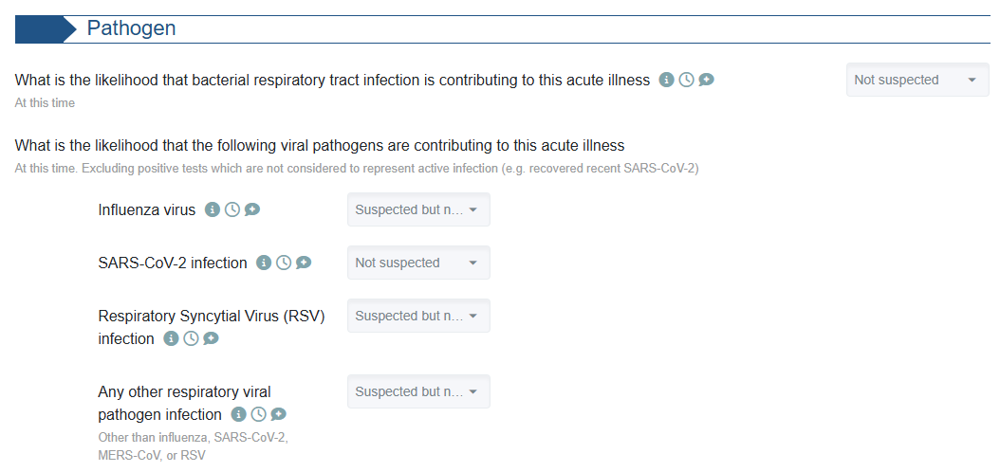 Pathogen
What is the likelihood that bacterial respiratory tract infection is contributing to this acute illness
Not suspected
At this time
What is the likelihood that the following viral pathogens are contributing to this acute illness
At this time. Excluding positive tests which are not considered to represent active infection (e.g. recovered recent SARS-CoV-2)
Influenza virus
Suspected but n...
SARS-CoV-2 infection
Not suspected
Respiratory Syncytial Virus (RSV)
infection
Suspected but n...
Any other respiratory viral
pathogen infection
Suspected but n...
Other than influenza, SARS-CoV-2,
MERS-CoV, or RSV